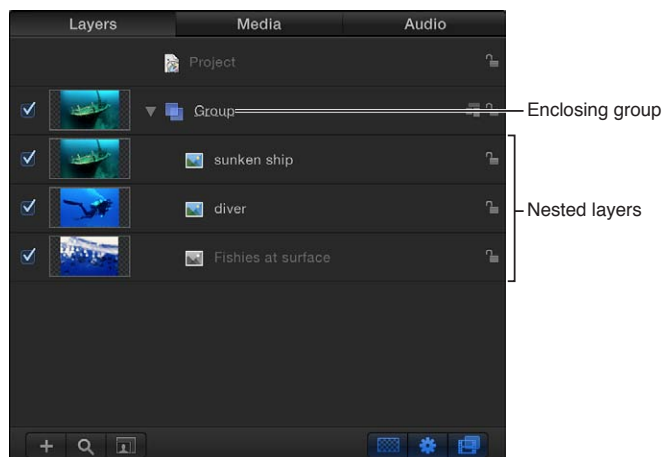 Layers Media Audio
Project
Group
Enclosing group
sunken ship
diver
Nested layers
Fishies at surface